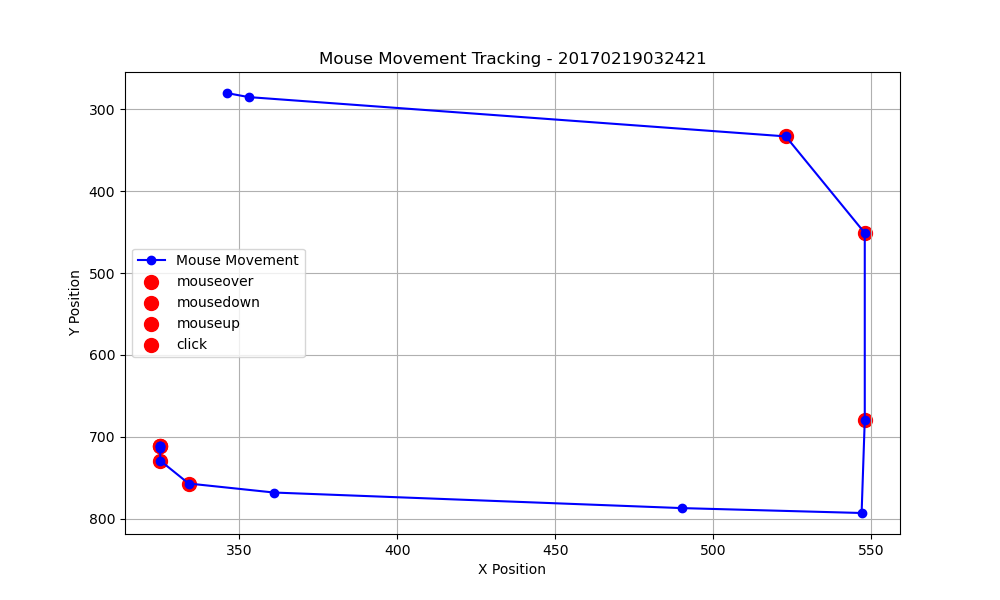 Mouse Movement Tracking - 20170219032421
300
400
500
600
700
800
Y Position
Mouse Movement
mouseover
mousedown
mouseup
click
350
400
450
500
550
X Position